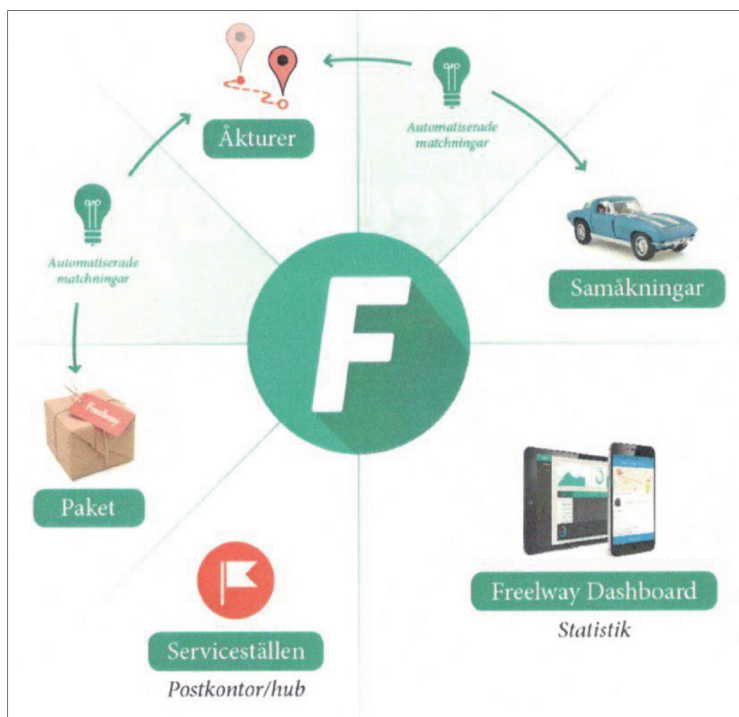 Åkturer
Automatiserade
matchningar
Automatiserade
matchningar
Samåkningar
F
Freelway
Paket
Freelway Dashboard
Statistik
Serviceställen
Postkontor/hub